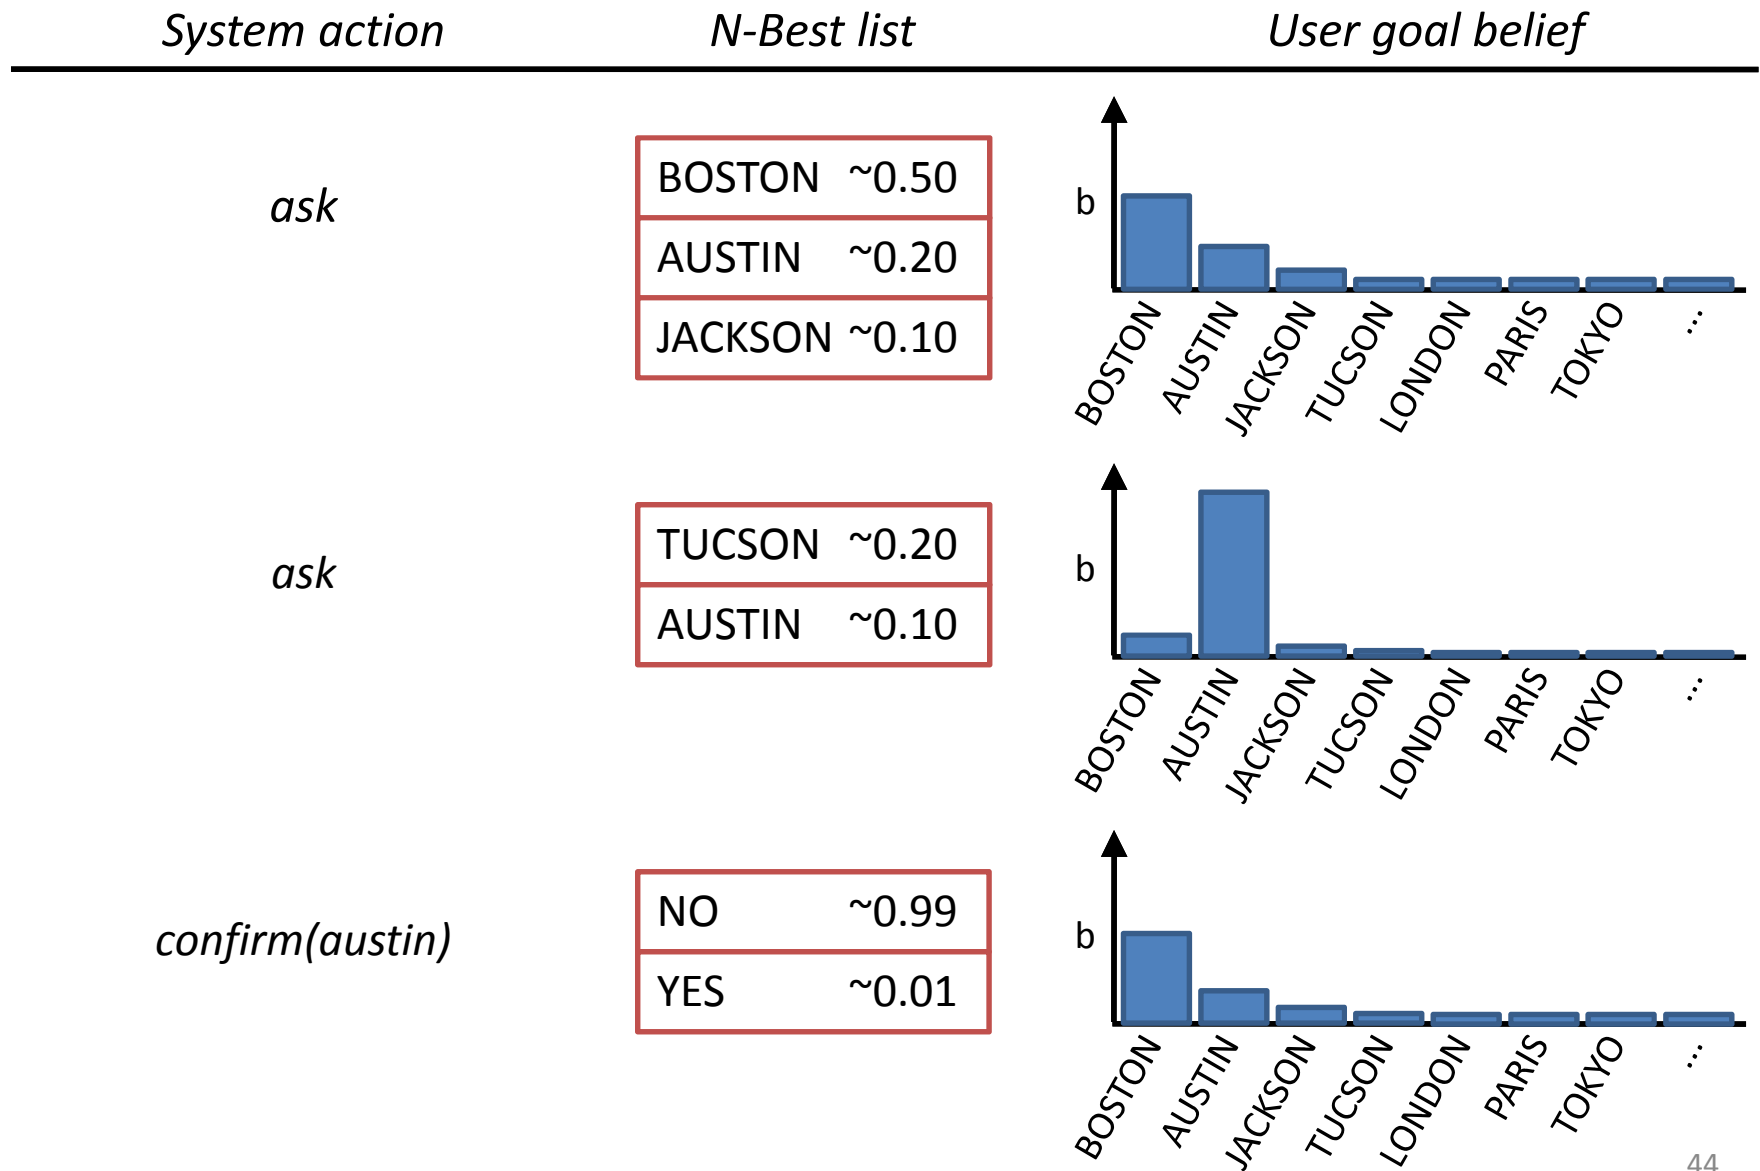 System action N-Best list User goal belief
ask
BOSTON ~0.50
AUSTIN ~0.20
JACKSON ~0.10
b
BOSTON AUSTIN JACKSON TUCSON LONDON PARIS TOKYO ...
ask
TUCSON ~0.20
AUSTIN ~0.10
b
BOSTON AUSTIN JACKSON TUCSON LONDON PARIS TOKYO ...
confirm(austin)
NO ~0.99
YES ~0.01
b
BOSTON AUSTIN JACKSON TUCSON LONDON PARIS TOKYO ...
44